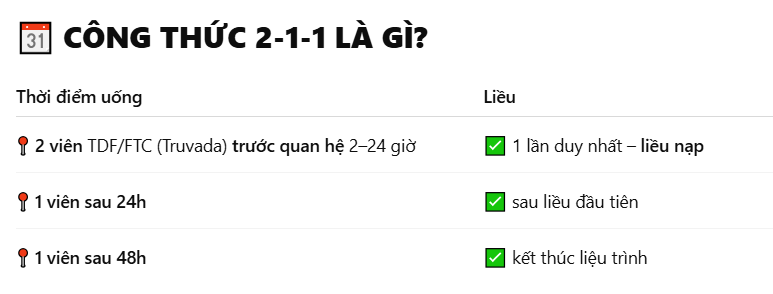 31 CÔNG THỨC 2-1-1 LÀ GÌ?
Thời điểm uống Liều
2 viên TDF/FTC (Truvada) trước quan hệ 2–24 giờ 1 lần duy nhất – liều nạp
1 viên sau 24h sau liều đầu tiên
1 viên sau 48h kết thúc liệu trình